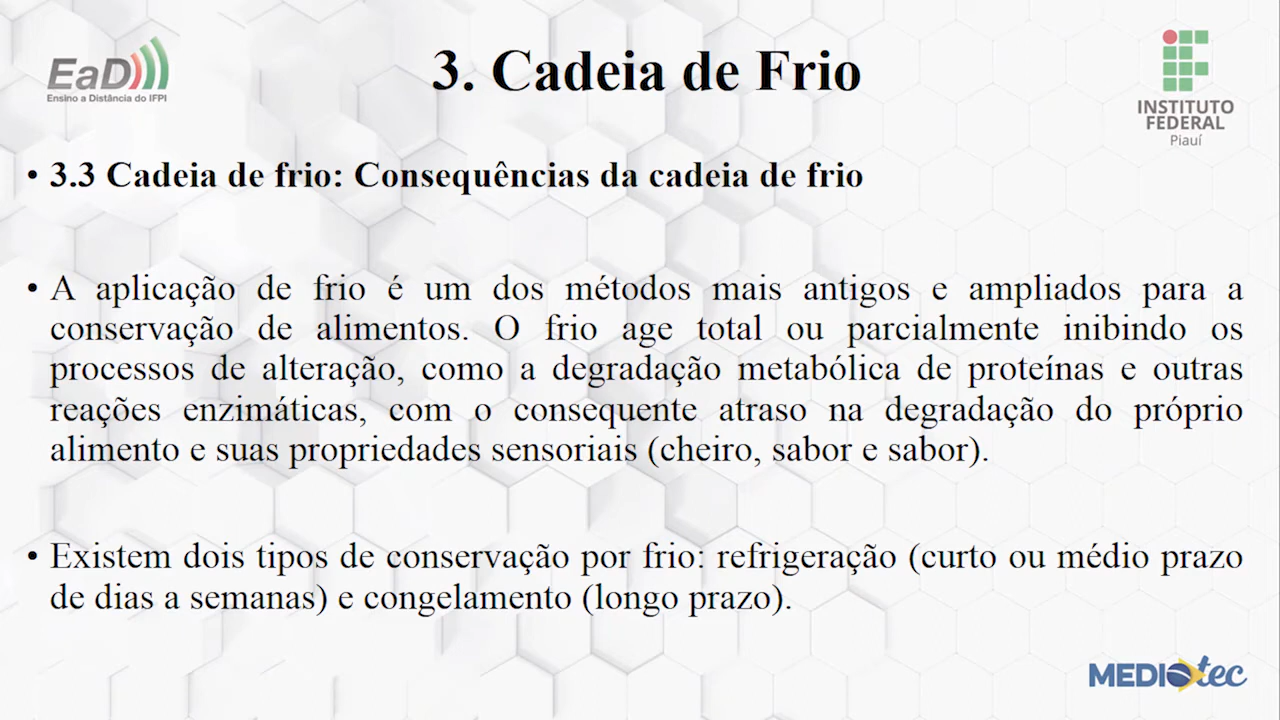 EaD
Ensino a Distância do IFPI
3. Cadeia de Frio
INSTITUTO
FEDERAL
Piauí
• 3.3 Cadeia de frio: Consequências da cadeia de frio
• A aplicação de frio é um dos métodos mais antigos e ampliados para a
conservação de alimentos. O frio age total ou parcialmente inibindo os
processos de alteração, como a degradação metabólica de proteínas e outras
reações enzimáticas, com o consequente atraso na degradação do próprio
alimento e suas propriedades sensoriais (cheiro, sabor e sabor).
• Existem dois tipos de conservação por frio: refrigeração (curto ou médio prazo
de dias a semanas) e congelamento (longo prazo).
MEDIOtec